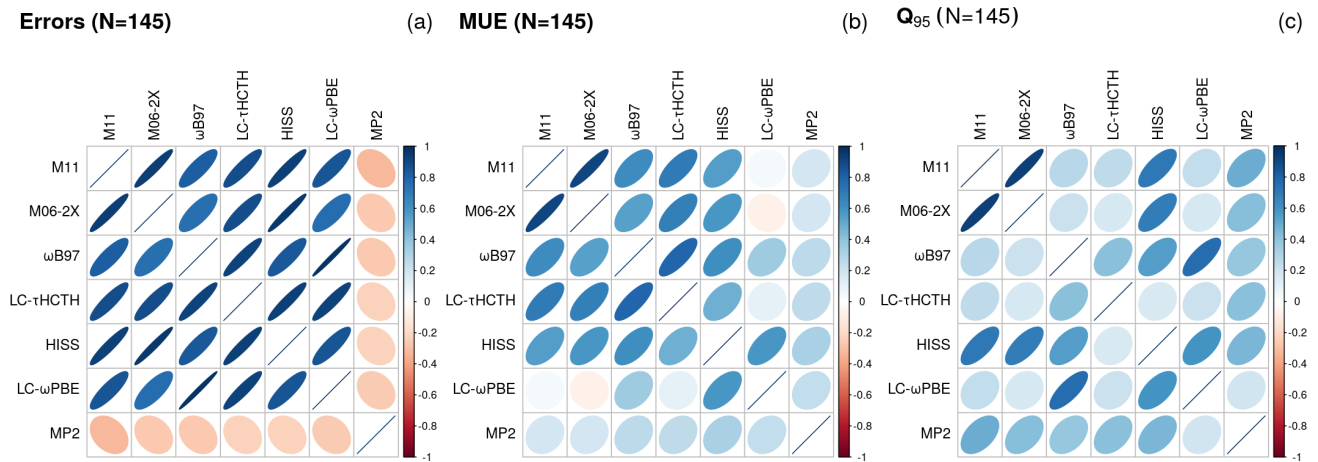 Errors (N=145)
(a)
M11
M06-2X
ωB97
LC-τHCTH
HISS
LC-ωPBE
MP2
M11
M06-2X
ωB97
LC-τHCTH
HISS
LC-ωPBE
MP2
1
0.8
0.6
0.4
0.2
0
-0.2
-0.4
-0.6
-0.8
-1
MUE (N=145)
(b)
M11
M06-2X
ωB97
LC-τHCTH
HISS
LC-ωPBE
MP2
M11
M06-2X
ωB97
LC-τHCTH
HISS
LC-ωPBE
MP2
1
0.8
0.6
0.4
0.2
0
-0.2
-0.4
-0.6
-0.8
-1
Q95 (N=145)
(c)
M11
M06-2X
ωB97
LC-τHCTH
HISS
LC-ωPBE
MP2
M11
M06-2X
ωB97
LC-τHCTH
HISS
LC-ωPBE
MP2
1
0.8
0.6
0.4
0.2
0
-0.2
-0.4
-0.6
-0.8
-1